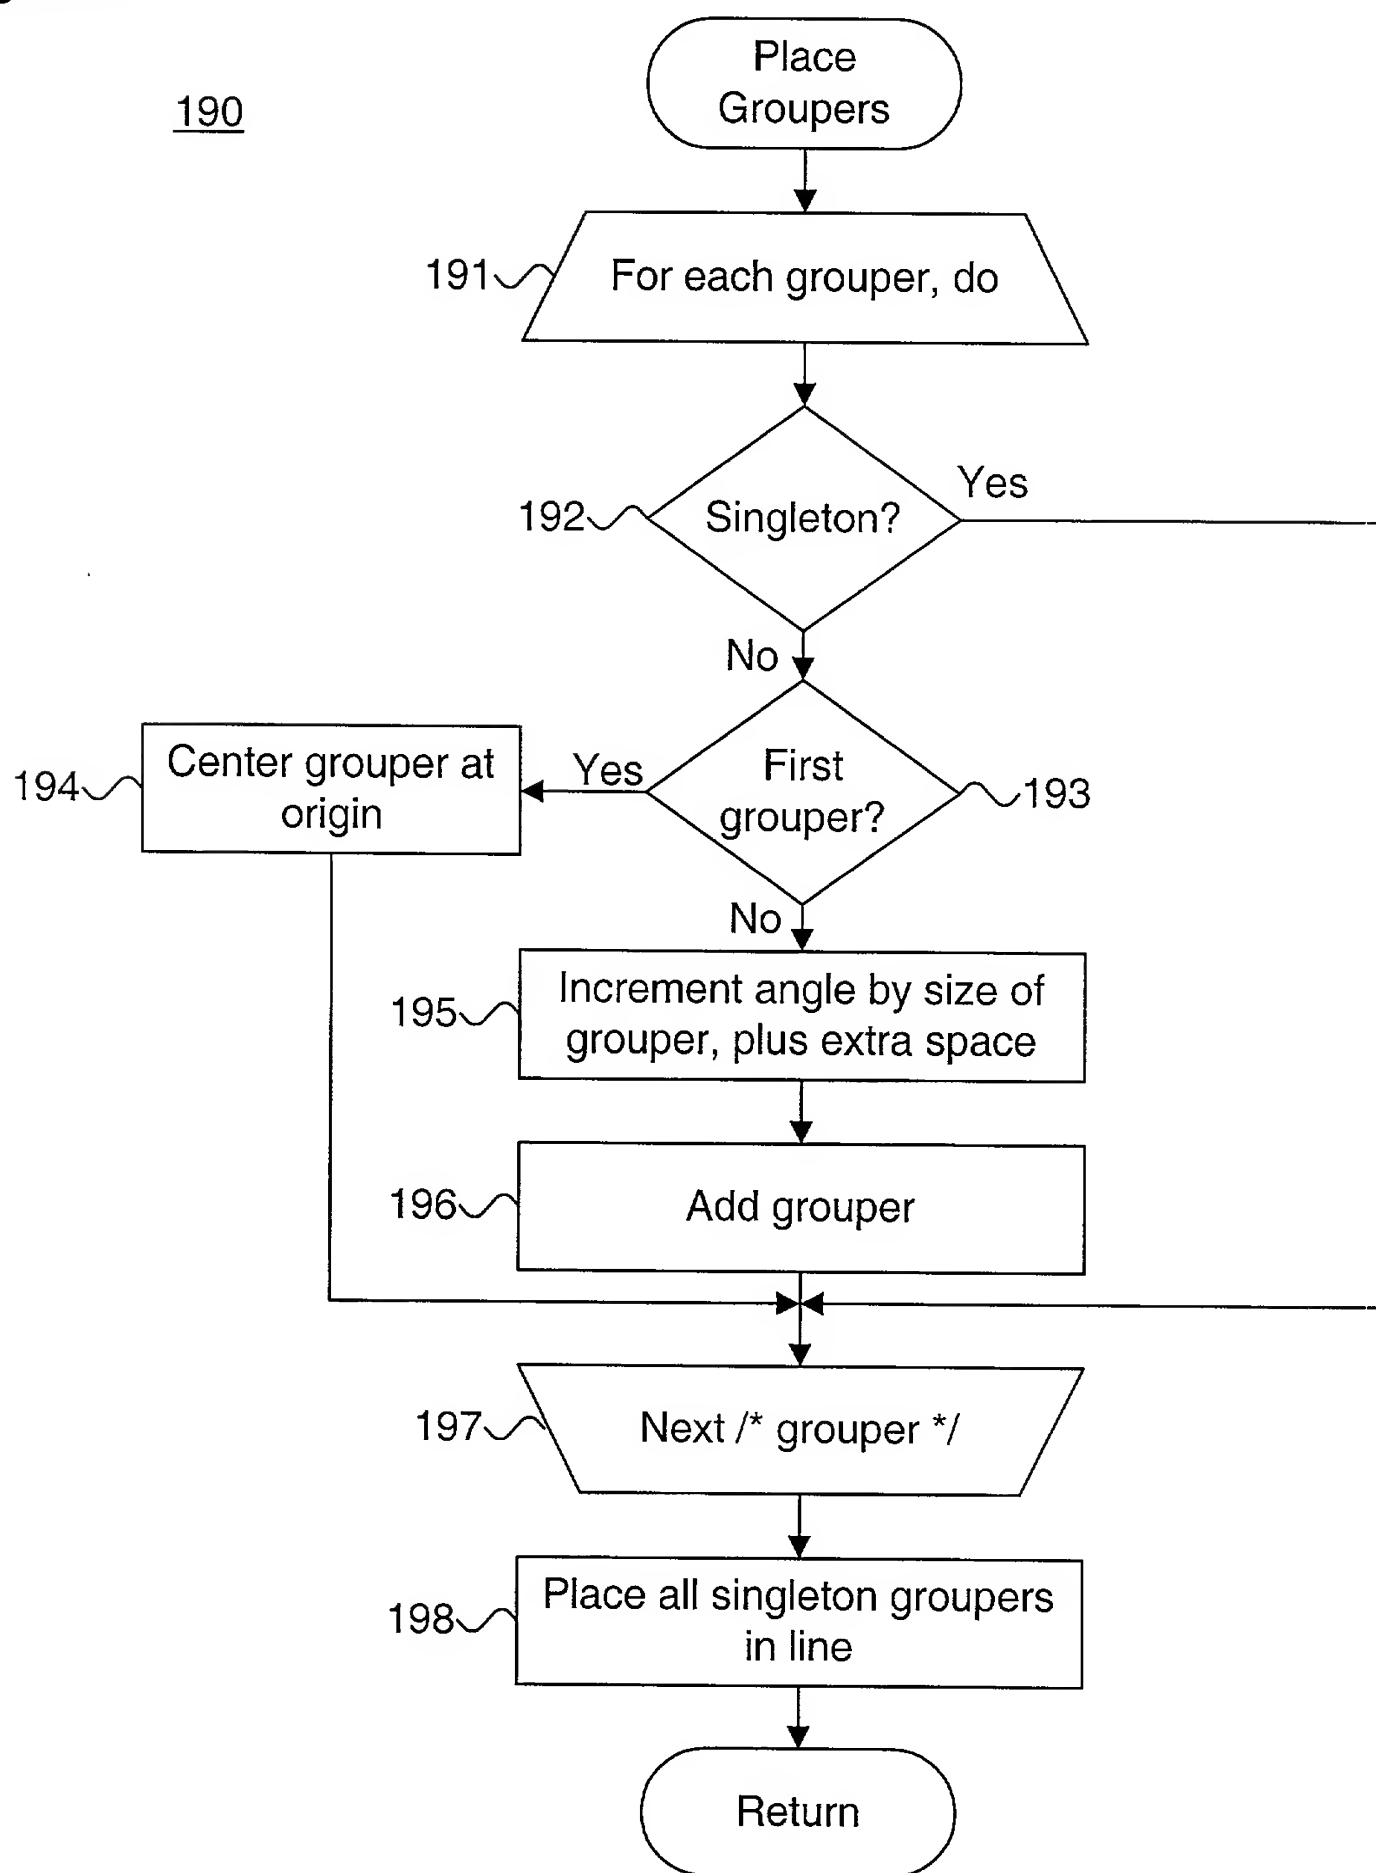 190
Place
Groupers
191
For each grouper, do
192
Singleton?
Yes
No
194
Center grouper at
origin
Yes
First
grouper?
193
No
195
Increment angle by size of
grouper, plus extra space
196
Add grouper
197
Next /* grouper */
198
Place all singleton groupers
in line
Return